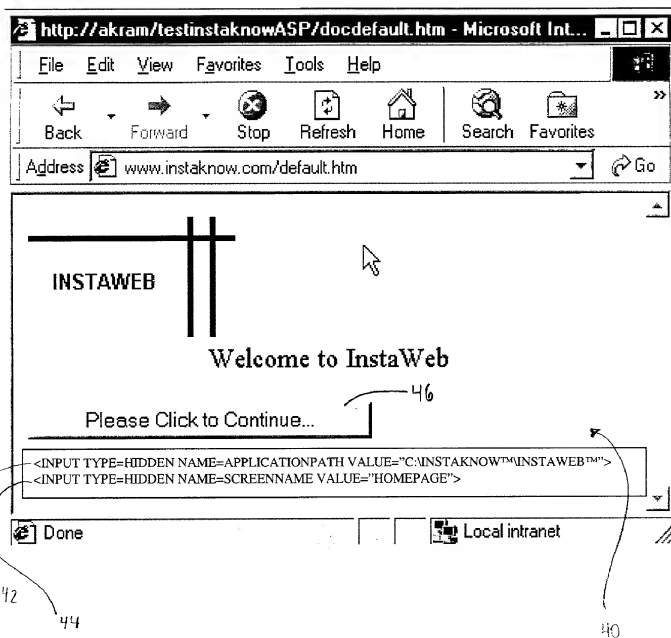 http://akram/testinstaknowASP/docdefault.htm - Microsoft Int...
File Edit View Favorites Tools Help
Back Forward Stop Refresh Home Search Favorites »
Address www.instaknow.com/default.htm Go
INSTAWEB
Welcome to InstaWeb
46
Please Click to Continue...
<INPUT TYPE=HIDDEN NAME=APPLICATIONPATH VALUE="C:\INSTAKNOW™\INSTAWEB™">
<INPUT TYPE=HIDDEN NAME=SCREENNAME VALUE="HOMEPAGE">
Done Local intranet
42
44
40